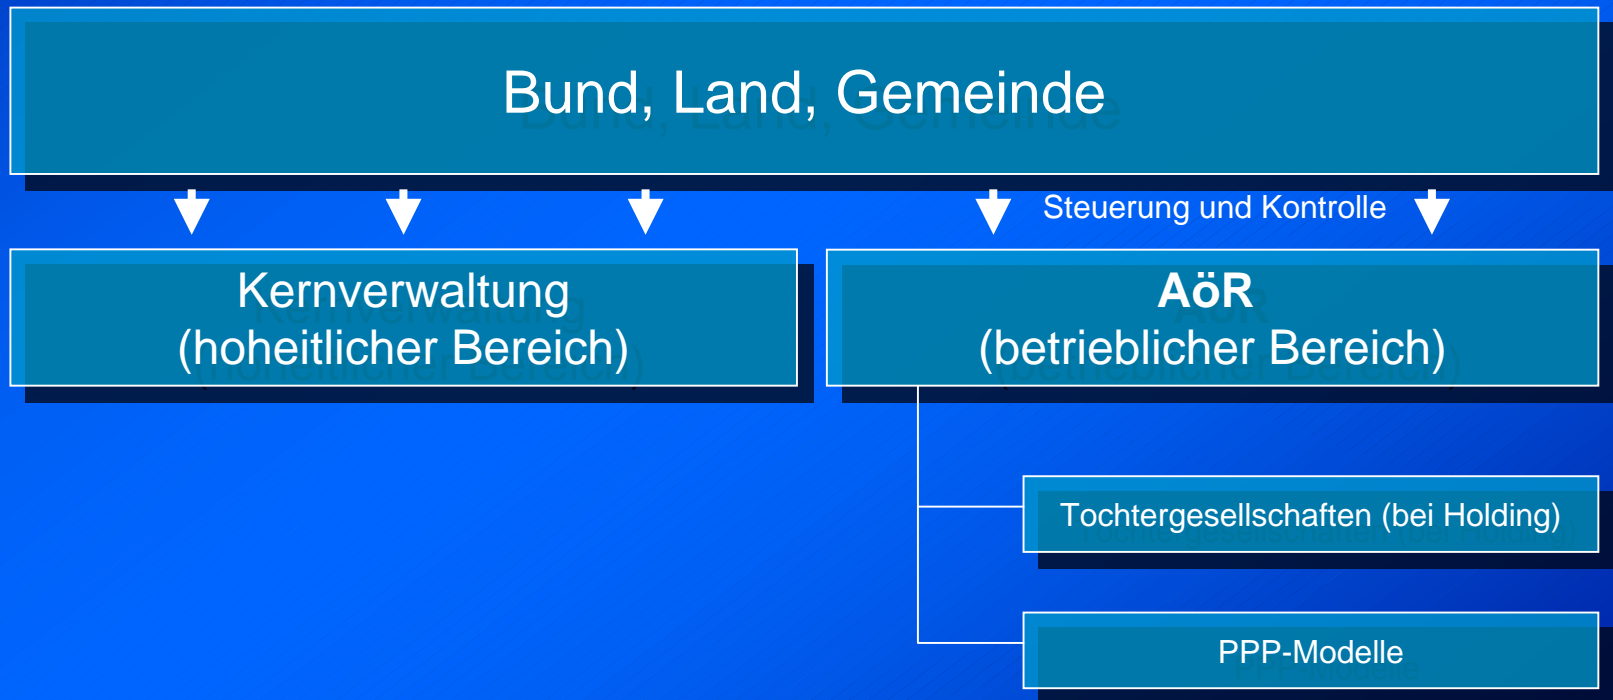 Bund, Land, Gemeinde
Steuerung und Kontrolle
Kernverwaltung
(hoheitlicher Bereich)
AöR
(betrieblicher Bereich)
Tochtergesellschaften (bei Holding)
PPP-Modelle